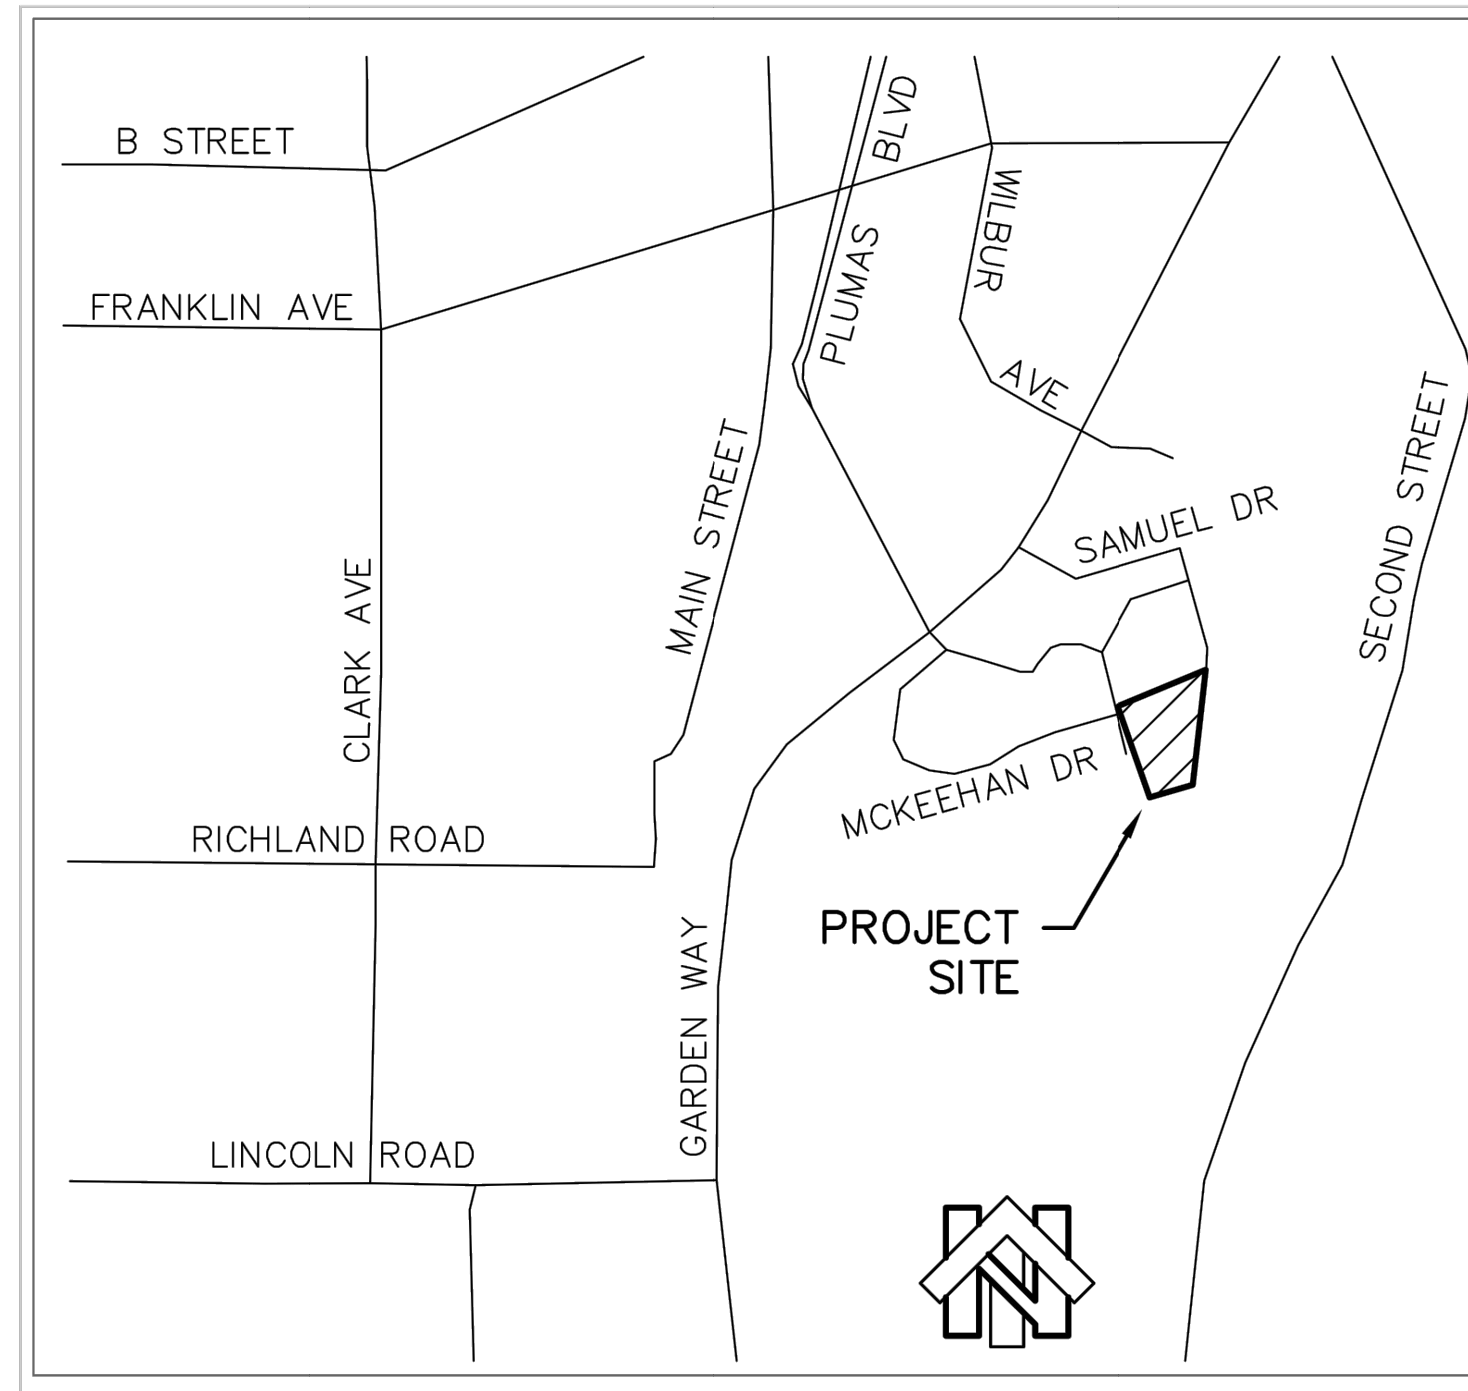 B STREET
PLUMAS BLVD
WILBUR AVE
FRANKLIN AVE
MAIN STREET
SECOND STREET
SAMUEL DR
CLARK AVE
MCKEEHAN DR
RICHLAND ROAD
PROJECT
SITE
GARDEN WAY
LINCOLN ROAD
N